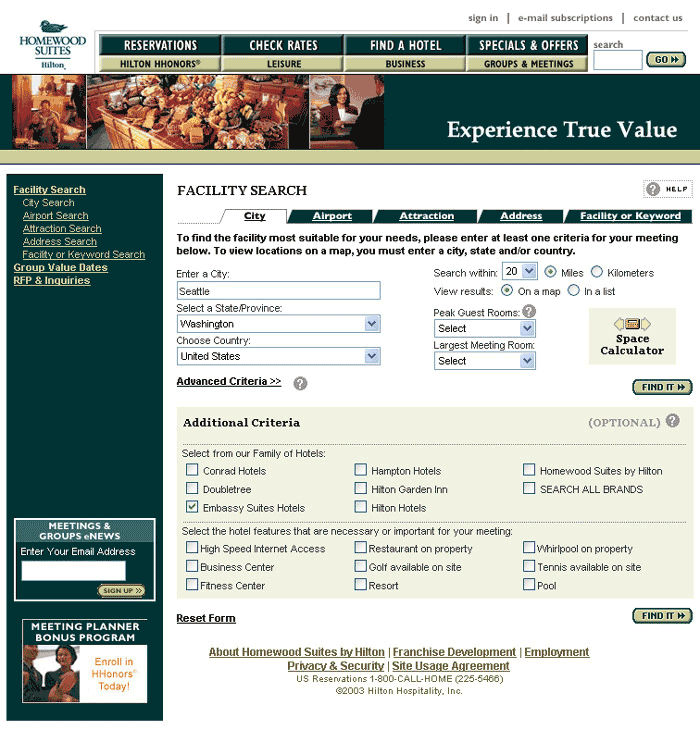 sign in | e-mail subscriptions | contact us
HOMEWOOD
SUITES
Hilton
RESERVATIONS
CHECK RATES
FIND A HOTEL
SPECIALS & OFFERS
HILTON HHONORS®
LEISURE
BUSINESS
GROUPS & MEETINGS
search
GO
Experience True Value
Facility Search
City Search
Airport Search
Attraction Search
Address Search
Facility or Keyword Search
Group Value Dates
RFP & Inquiries
FACILITY SEARCH
? HELP
City
Airport
Attraction
Address
Facility or Keyword
To find the facility most suitable for your needs, please enter at least one criteria for your meeting
below. To view locations on a map, you must enter a city, state and/or country.
Enter a City:
Seattle
Select a State/Province:
Washington
Choose Country:
United States
Advanced Criteria >> ?
Search within: 20 Miles Kilometers
View results: On a map In a list
Peak Guest Rooms: ?
Select
Largest Meeting Room:
Select
Space
Calculator
FIND IT
Additional Criteria
(OPTIONAL) ?
Select from our Family of Hotels:
Conrad Hotels
Hampton Hotels
Homewood Suites by Hilton
Doubletree
Hilton Garden Inn
SEARCH ALL BRANDS
Embassy Suites Hotels
Hilton Hotels
Select the hotel features that are necessary or important for your meeting:
High Speed Internet Access
Restaurant on property
Whirlpool on property
Business Center
Golf available on site
Tennis available on site
Fitness Center
Resort
Pool
Reset Form
FIND IT
MEETINGS &
GROUPS eNEWS
Enter Your Email Address
SIGN UP
MEETING PLANNER
BONUS PROGRAM
Enroll in
HHonors®
Today!
About Homewood Suites by Hilton | Franchise Development | Employment
Privacy & Security | Site Usage Agreement
US Reservations 1-800-CALL-HOME (225-5466)
©2003 Hilton Hospitality, Inc.